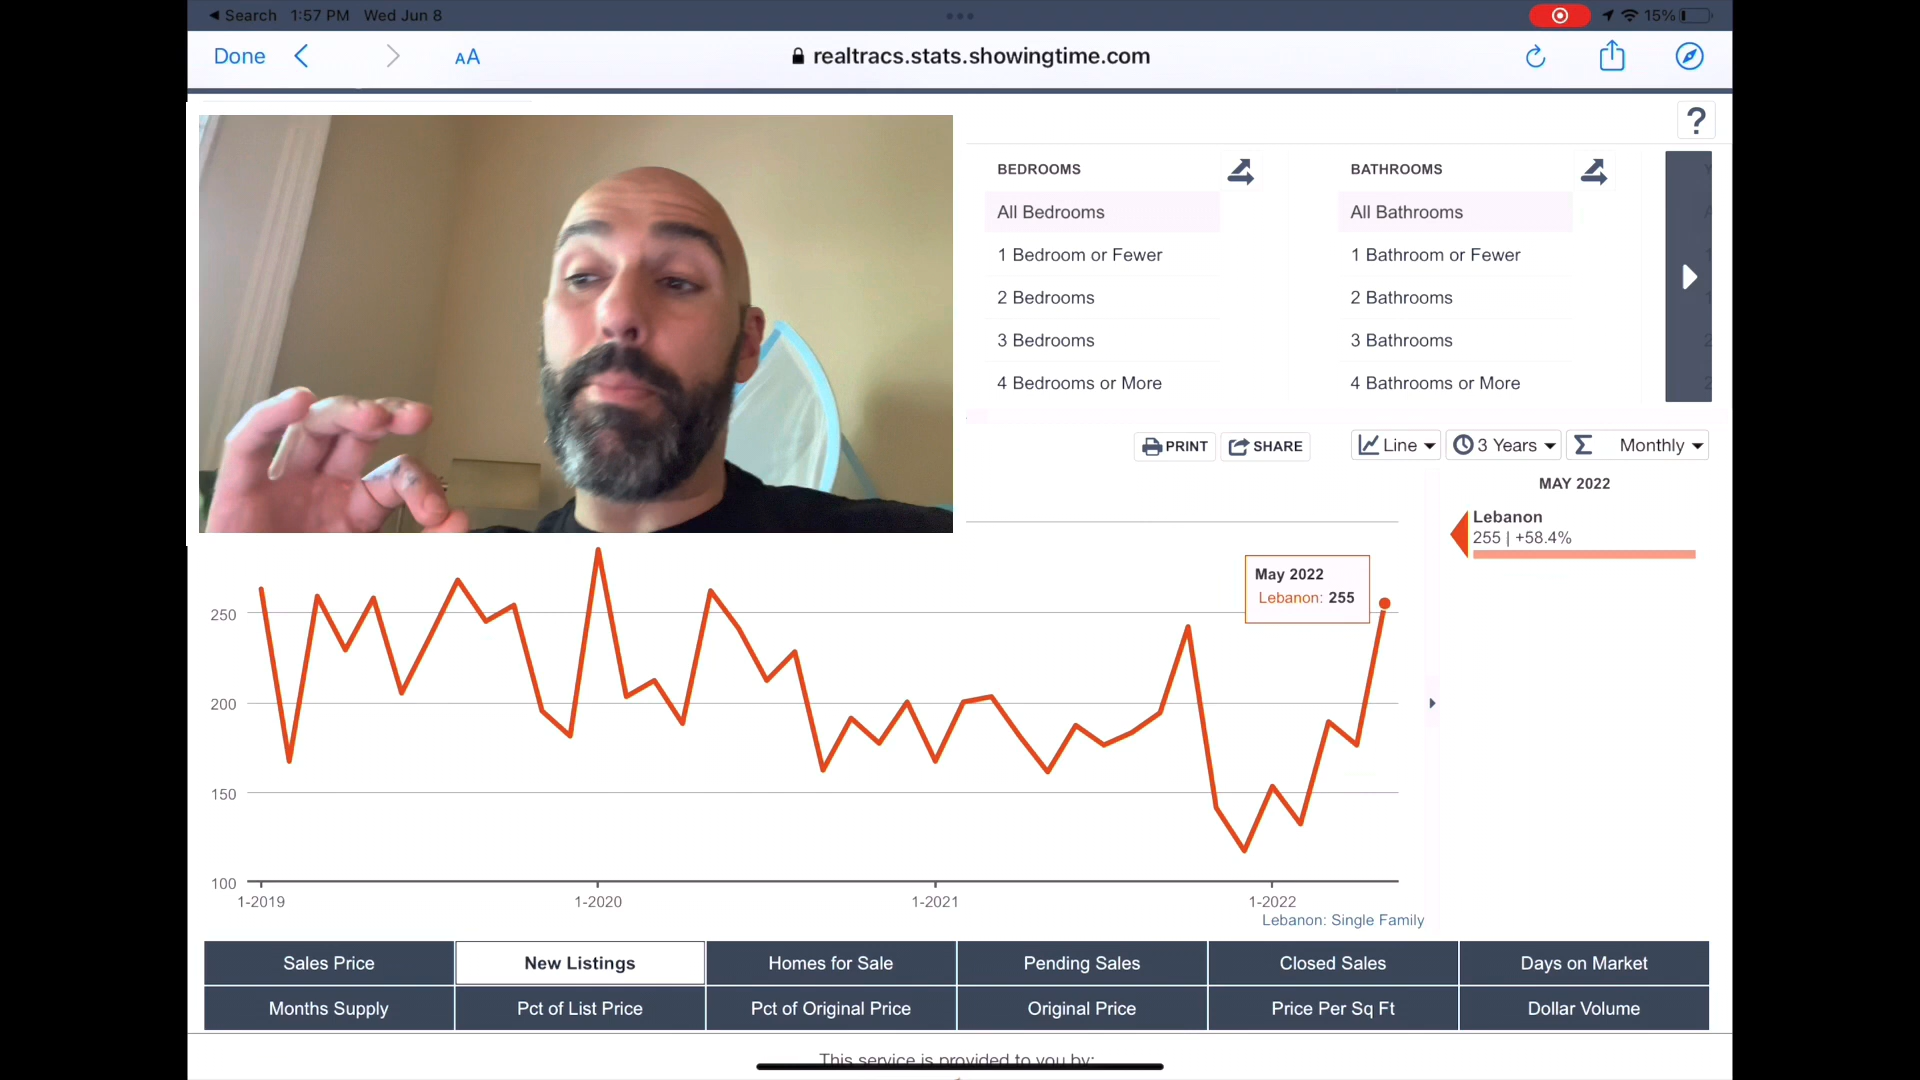 Search 1:57 PM Wed Jun 8
15%
Done
AA
realtracs.stats.showingtime.com
?
BEDROOMS
All Bedrooms
1 Bedroom or Fewer
2 Bedrooms
3 Bedrooms
4 Bedrooms or More
BATHROOMS
All Bathrooms
1 Bathroom or Fewer
2 Bathrooms
3 Bathrooms
4 Bathrooms or More
PRINT
SHARE
Line
3 Years
Σ Monthly
MAY 2022
Lebanon
255 | +58.4%
May 2022
Lebanon: 255
250
200
150
100
1-2019
1-2020
1-2021
1-2022
Lebanon: Single Family
Sales Price
New Listings
Homes for Sale
Pending Sales
Closed Sales
Days on Market
Months Supply
Pct of List Price
Pct of Original Price
Original Price
Price Per Sq Ft
Dollar Volume
This service is provided to you by: